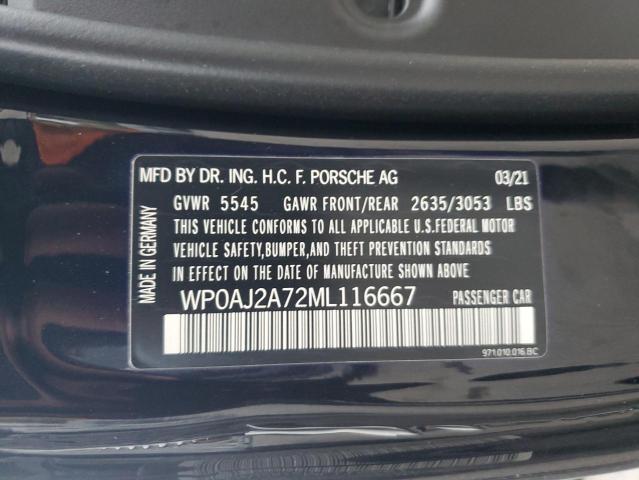 MFD BY DR. ING. H.C. F. PORSCHE AG 03/21
GVWR 5545 GAWR FRONT/REAR 2635/3053 LBS
THIS VEHICLE CONFORMS TO ALL APPLICABLE U.S.FEDERAL MOTOR
VEHICLE SAFETY,BUMPER,AND THEFT PREVENTION STANDARDS
IN EFFECT ON THE DATE OF MANUFACTURE SHOWN ABOVE
WP0AJ2A72ML116667 PASSENGER CAR
971.010.016.BC
MADE IN GERMANY